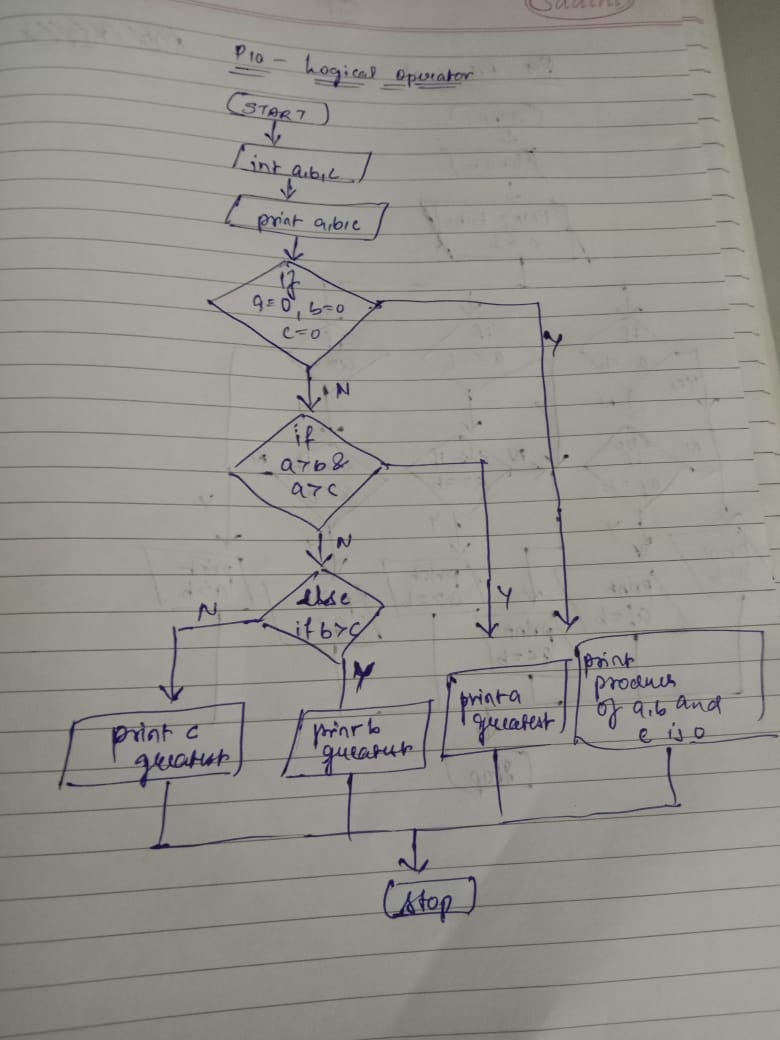 P10 - Logical Operator
START
int a,b,c
print a,b,c
if
a=0, b=0
c=0
Y
N
if
a>b &
a>c
N
Y
else
if b>c
N
Y
print c
greatest
print b
greatest
print a
greatest
print
product
of a,b and
c is 0
Stop